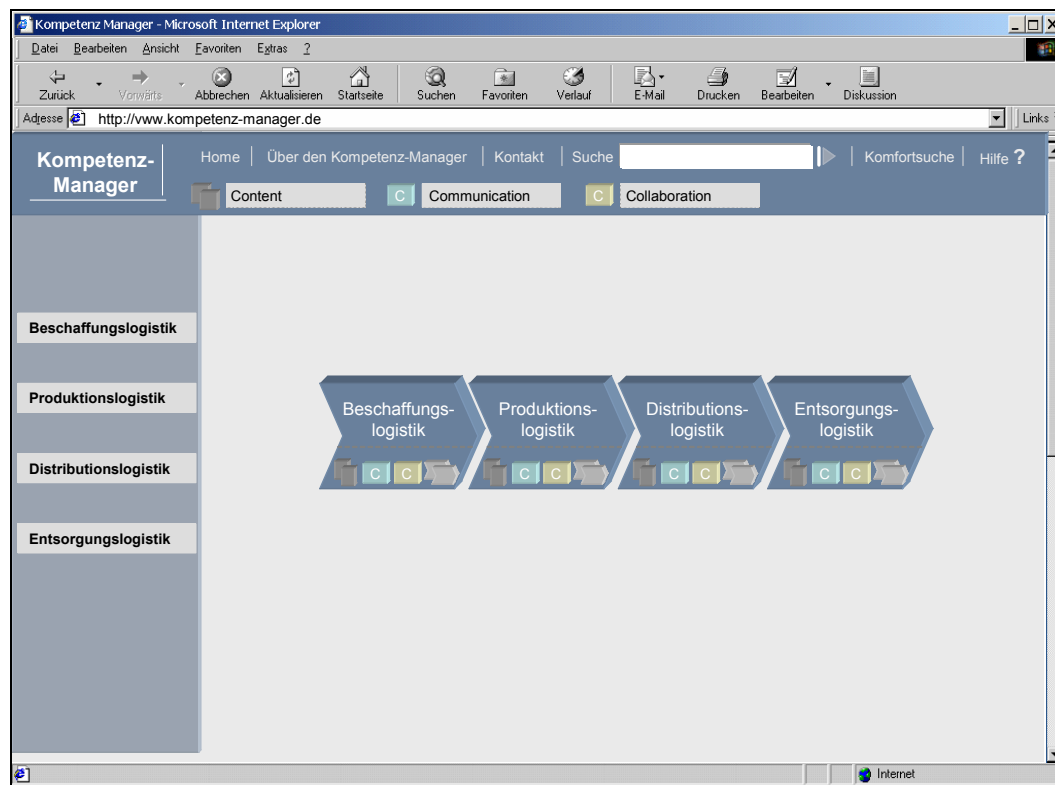 Kompetenz Manager - Microsoft Internet Explorer
Datei Bearbeiten Ansicht Favoriten Extras ?
Zurück Vorwärts Abbrechen Aktualisieren Startseite Suchen Favoriten Verlauf E-Mail Drucken Bearbeiten Diskussion
Adresse http://vww.kompetenz-manager.de Links
Kompetenz-
Manager
Home Über den Kompetenz-Manager Kontakt Suche Komfortsuche Hilfe ?
Content C Communication C Collaboration
Beschaffungslogistik
Produktionslogistik
Distributionslogistik
Entsorgungslogistik
Beschaffungs-
logistik
C C
Produktions-
logistik
C C
Distributions-
logistik
C C
Entsorgungs-
logistik
C C
Internet